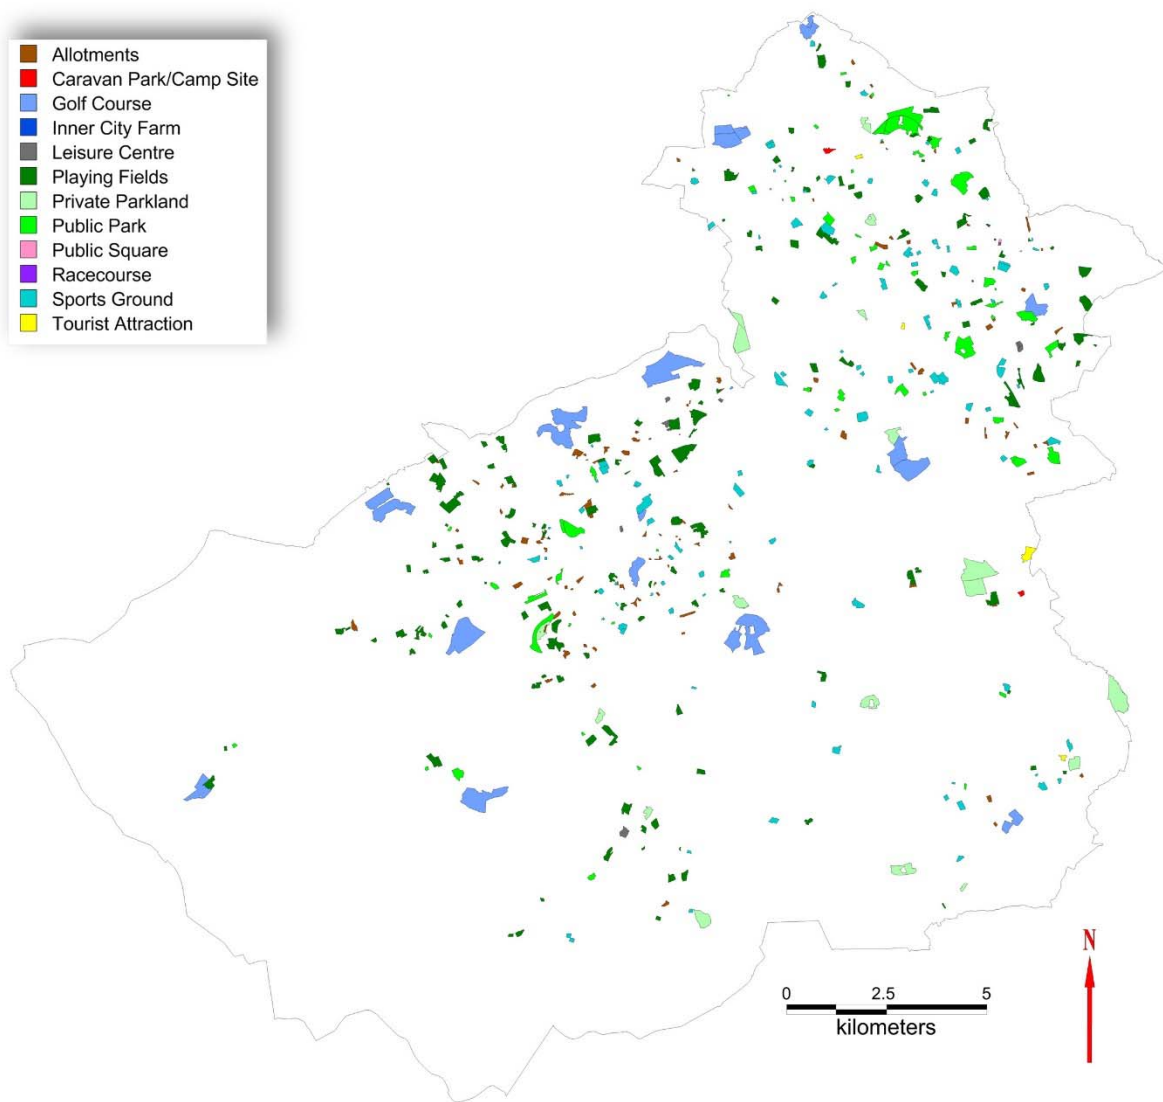 Allotments
Caravan Park/Camp Site
Golf Course
Inner City Farm
Leisure Centre
Playing Fields
Private Parkland
Public Park
Public Square
Racecourse
Sports Ground
Tourist Attraction
N
0 2.5 5
kilometers